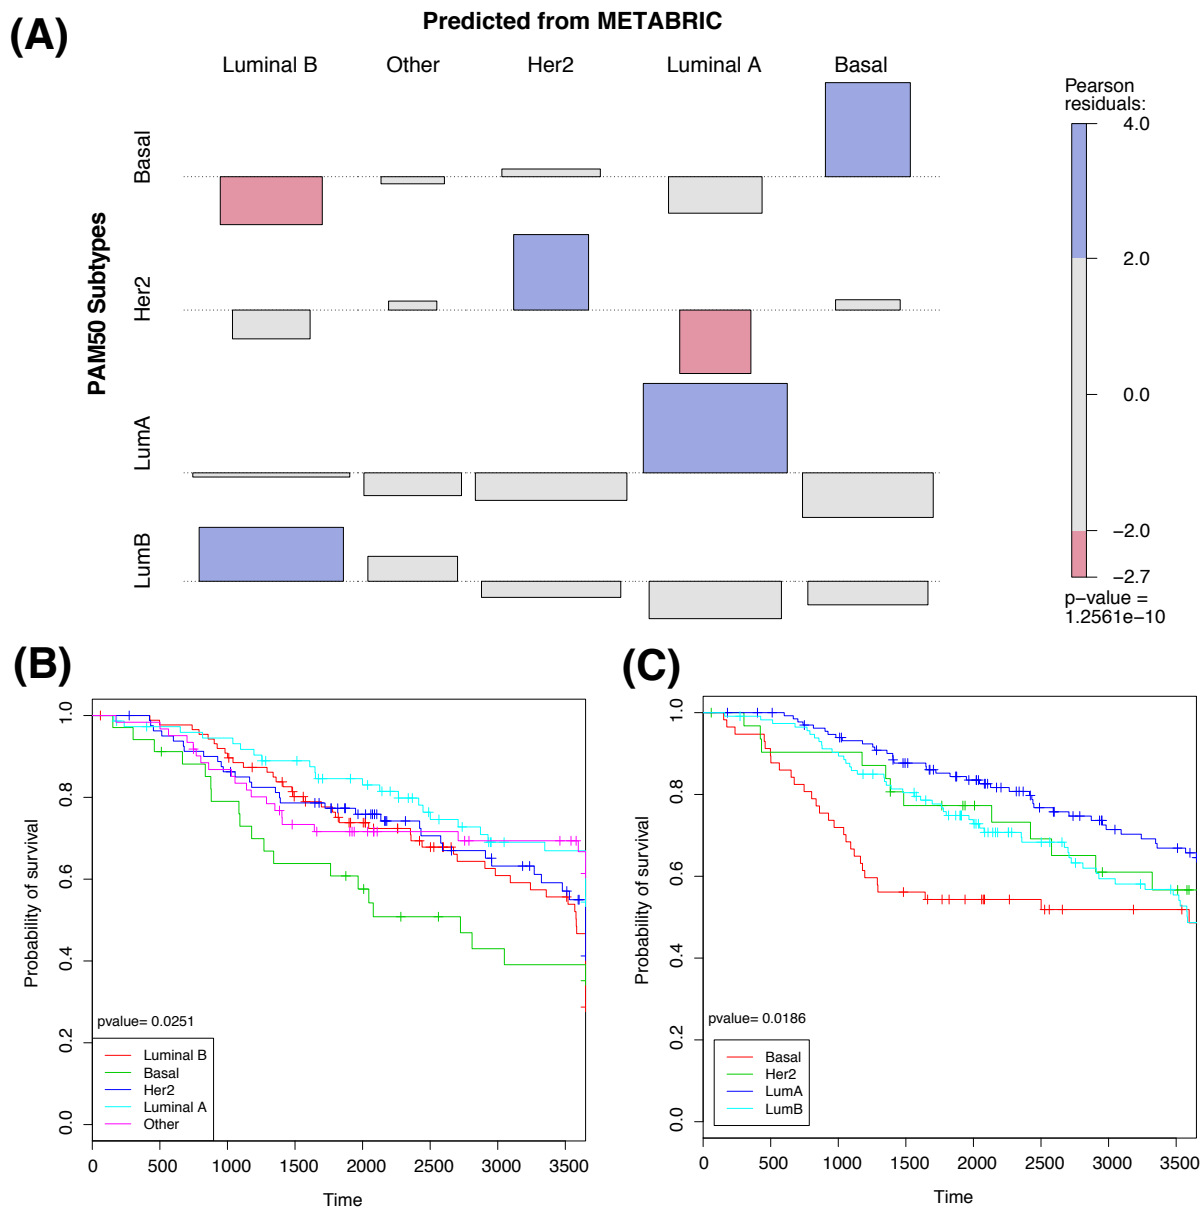 (A)
Predicted from METABRIC
Luminal B Other Her2 Luminal A Basal
PAM50 Subtypes
Basal
Her2
LumA
LumB
Pearson
residuals:
4.0
2.0
0.0
−2.0
−2.7
p−value =
1.2561e−10
(B)
Probability of survival
1.0
0.8
0.6
0.4
0.2
0.0
pvalue= 0.0251
Luminal B
Basal
Her2
Luminal A
Other
0 500 1000 1500 2000 2500 3000 3500
Time
(C)
Probability of survival
1.0
0.8
0.6
0.4
0.2
0.0
pvalue= 0.0186
Basal
Her2
LumA
LumB
0 500 1000 1500 2000 2500 3000 3500
Time